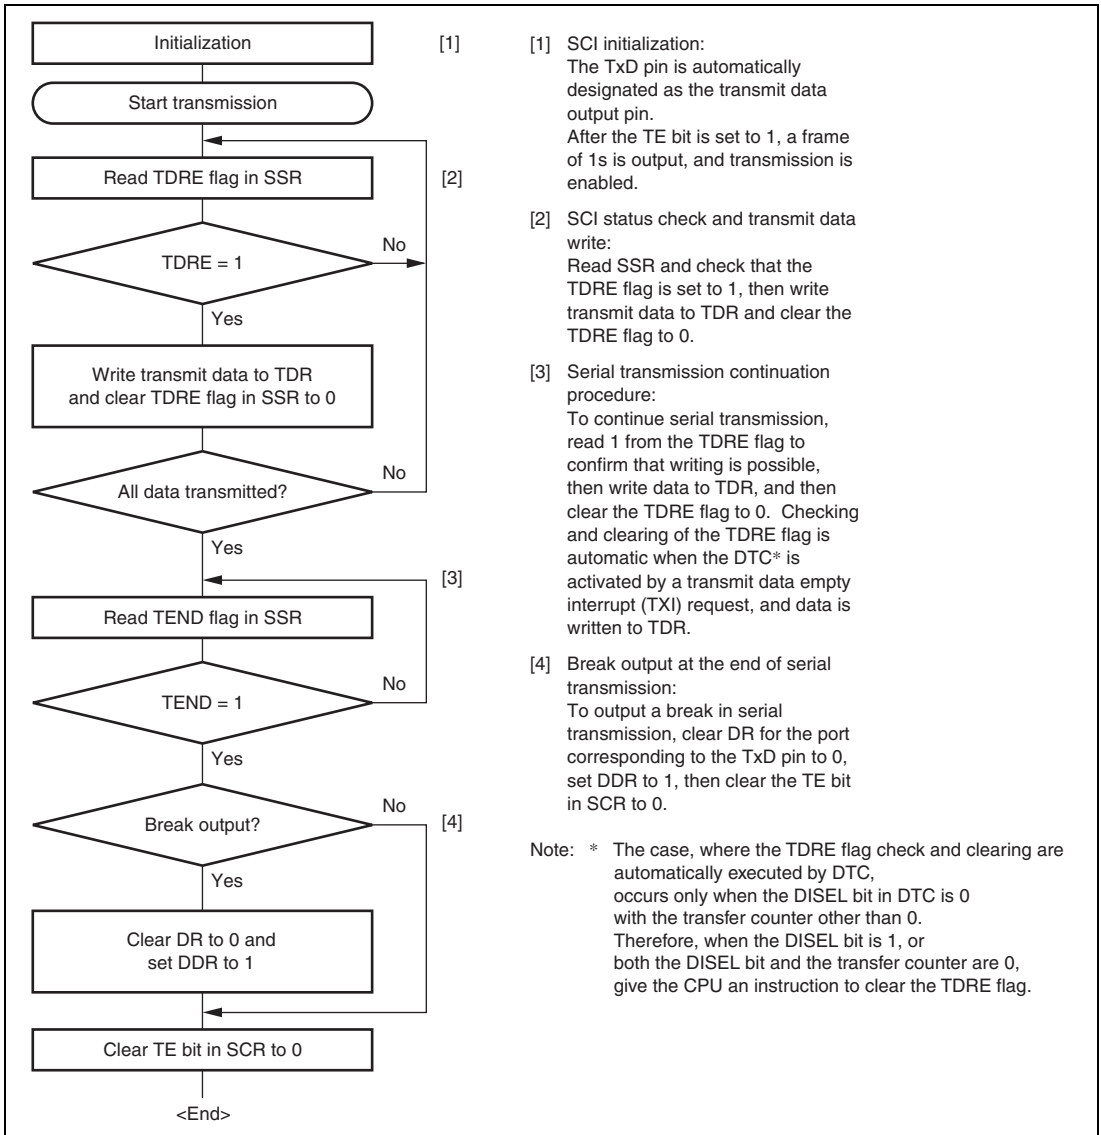 Initialization
[1]
Start transmission
Read TDRE flag in SSR
[2]
TDRE = 1
No
Yes
Write transmit data to TDR
and clear TDRE flag in SSR to 0
All data transmitted?
No
Yes
[3]
Read TEND flag in SSR
TEND = 1
No
Yes
Break output?
No
[4]
Yes
Clear DR to 0 and
set DDR to 1
Clear TE bit in SCR to 0
<End>
[1] SCI initialization:
The TxD pin is automatically
designated as the transmit data
output pin.
After the TE bit is set to 1, a frame
of 1s is output, and transmission is
enabled.
[2] SCI status check and transmit data
write:
Read SSR and check that the
TDRE flag is set to 1, then write
transmit data to TDR and clear the
TDRE flag to 0.
[3] Serial transmission continuation
procedure:
To continue serial transmission,
read 1 from the TDRE flag to
confirm that writing is possible,
then write data to TDR, and then
clear the TDRE flag to 0. Checking
and clearing of the TDRE flag is
automatic when the DTC* is
activated by a transmit data empty
interrupt (TXI) request, and data is
written to TDR.
[4] Break output at the end of serial
transmission:
To output a break in serial
transmission, clear DR for the port
corresponding to the TxD pin to 0,
set DDR to 1, then clear the TE bit
in SCR to 0.
Note: * The case, where the TDRE flag check and clearing are
automatically executed by DTC,
occurs only when the DISEL bit in DTC is 0
with the transfer counter other than 0.
Therefore, when the DISEL bit is 1, or
both the DISEL bit and the transfer counter are 0,
give the CPU an instruction to clear the TDRE flag.